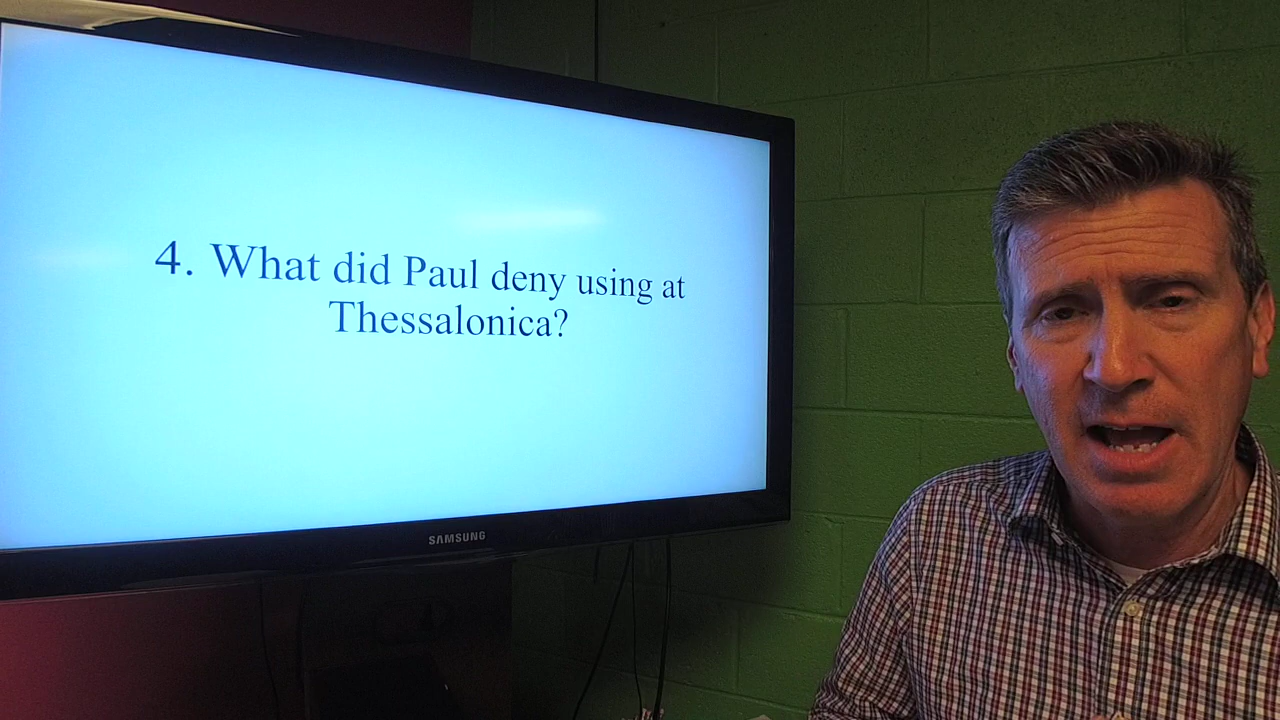 4. What did Paul deny using at
Thessalonica?
SAMSUNG